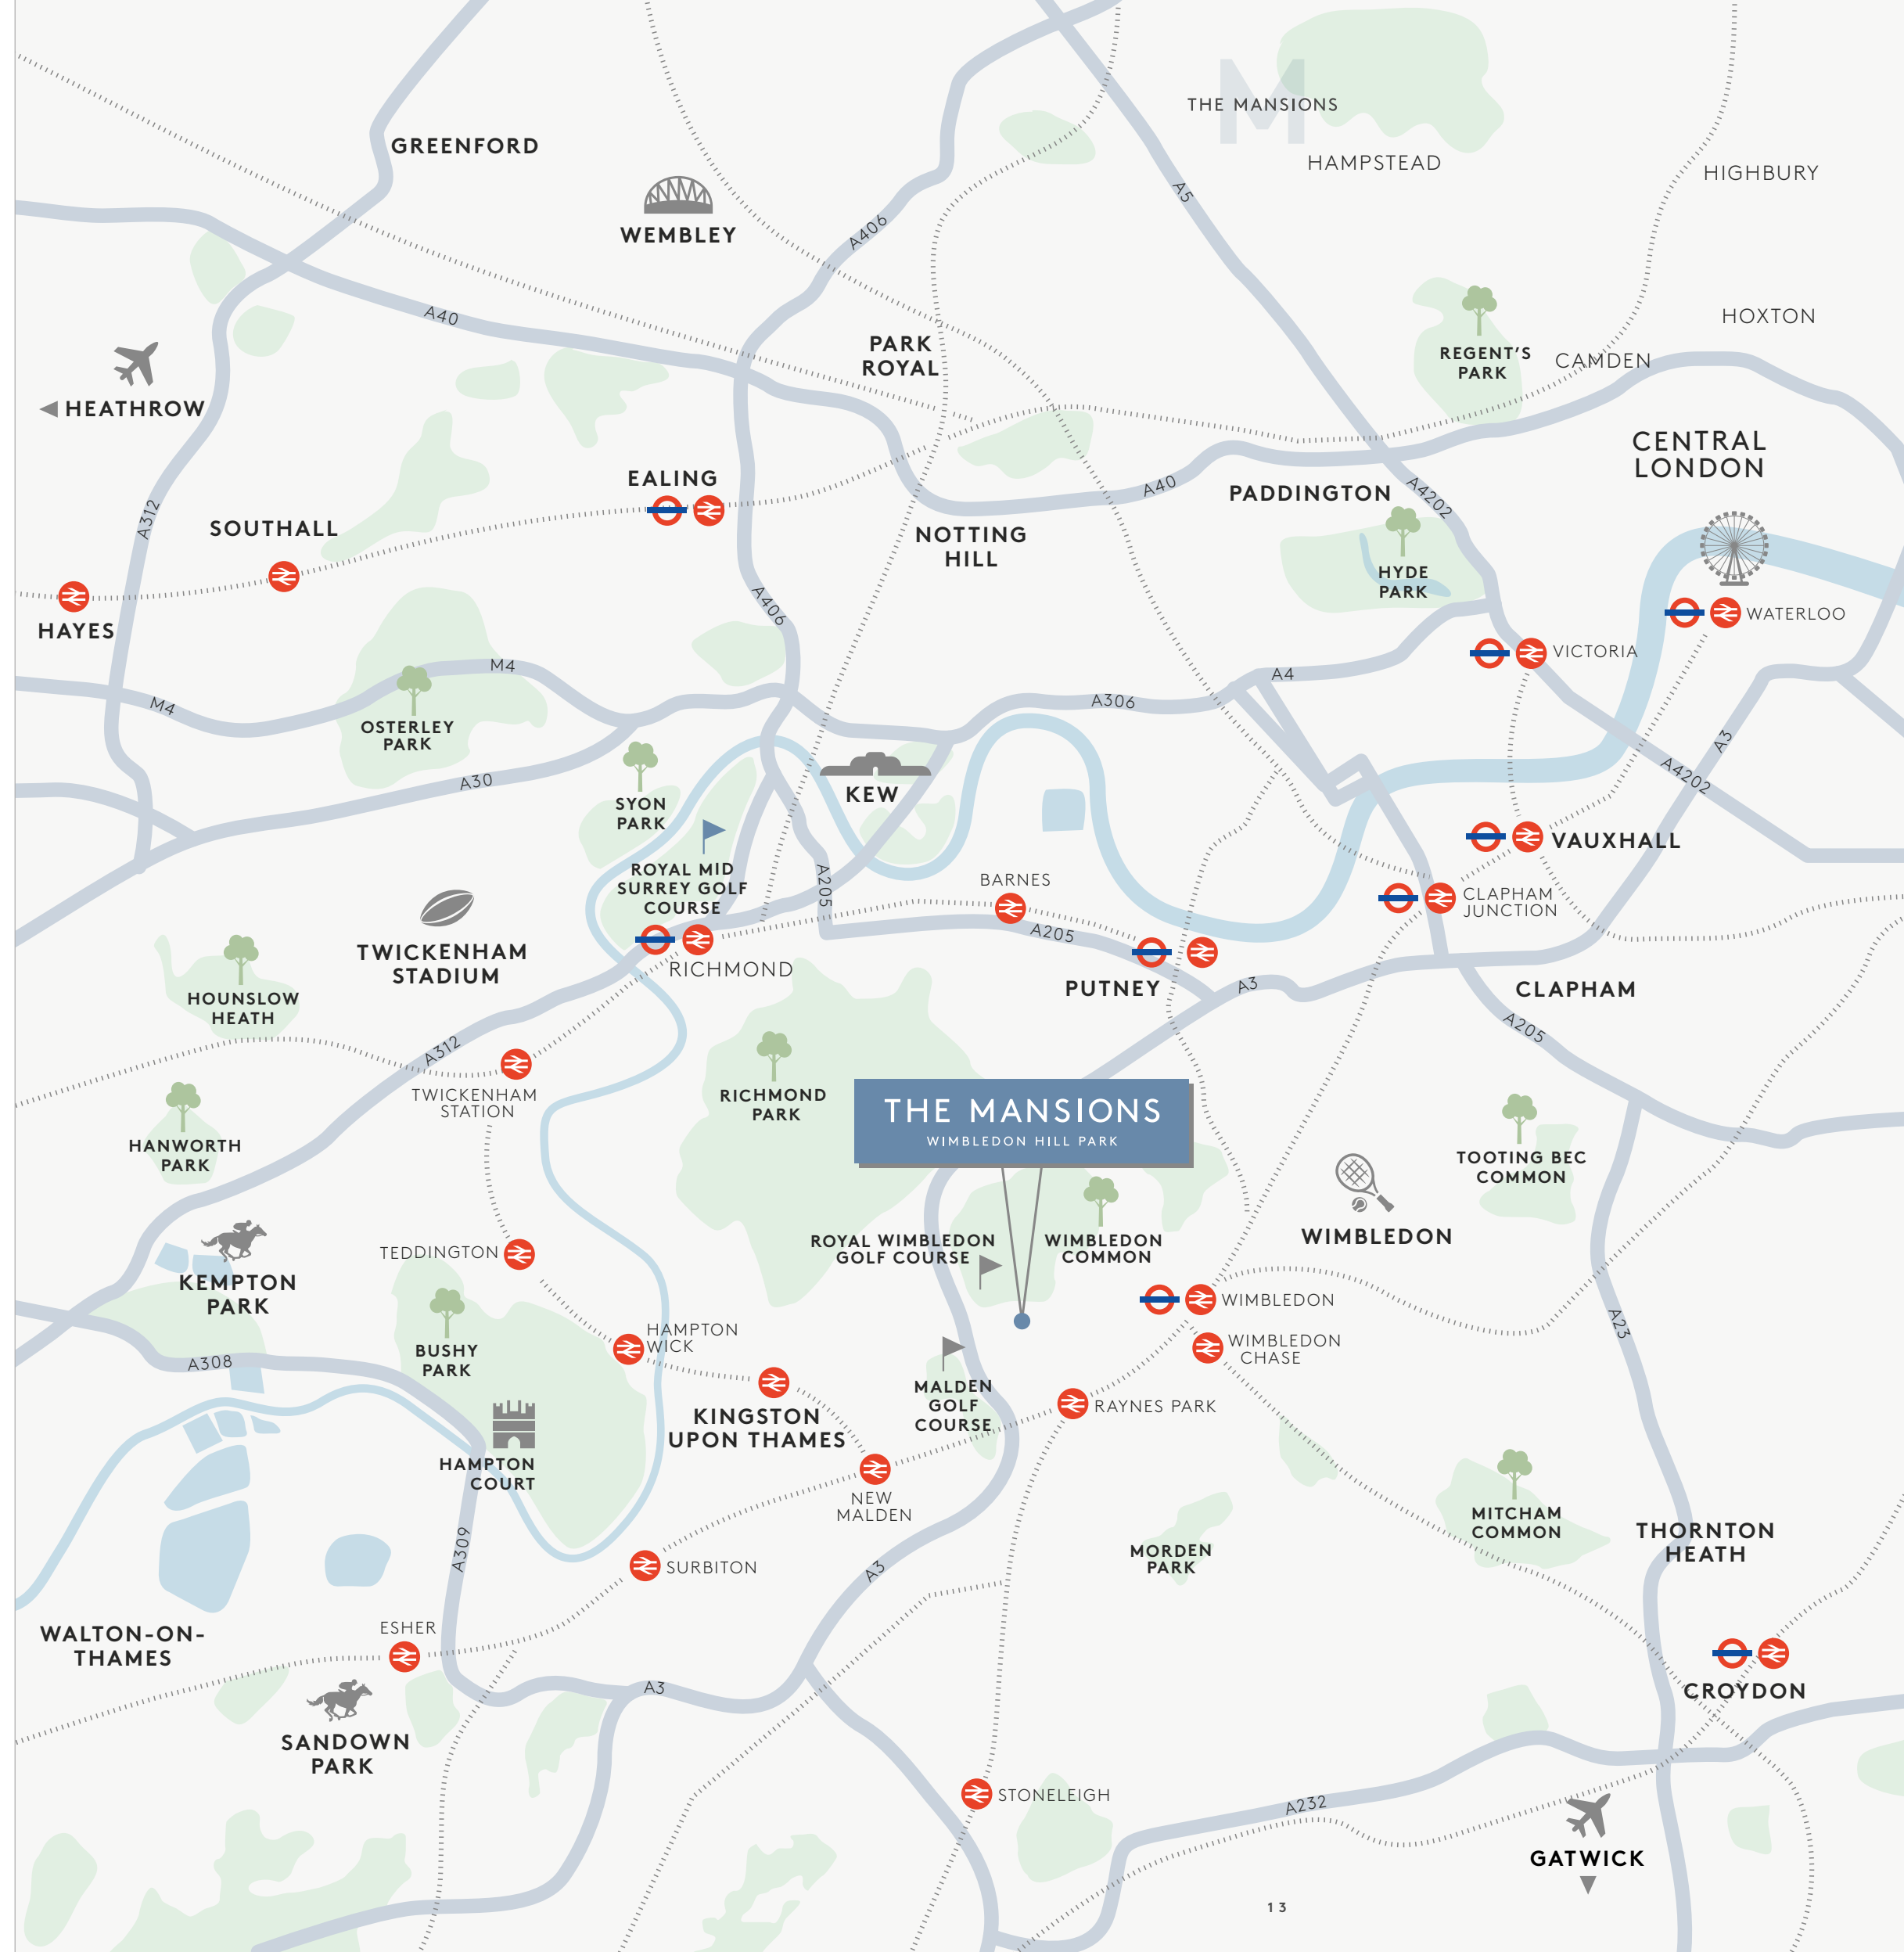 M
THE MANSIONS
HAMPSTEAD
GREENFORD
HIGHBURY
A5
WEMBLEY
A406
A40
HOXTON
PARK
ROYAL
REGENT'S
PARK
CAMDEN
HEATHROW
CENTRAL
LONDON
EALING
A40
PADDINGTON
A4202
A312
SOUTHALL
NOTTING
HILL
HYDE
PARK
A406
HAYES
WATERLOO
VICTORIA
M4
A4
M4
A306
OSTERLEY
PARK
A3
A30
A4202
SYON
PARK
KEW
VAUXHALL
ROYAL MID
SURREY GOLF
COURSE
A205
BARNES
CLAPHAM
JUNCTION
A205
TWICKENHAM
STADIUM
RICHMOND
PUTNEY
A3
CLAPHAM
HOUNSLOW
HEATH
A205
A312
TWICKENHAM
STATION
RICHMOND
PARK
THE MANSIONS
WIMBLEDON HILL PARK
HANWORTH
PARK
TOOTING BEC
COMMON
ROYAL WIMBLEDON
GOLF COURSE
WIMBLEDON
COMMON
WIMBLEDON
TEDDINGTON
KEMPTON
PARK
WIMBLEDON
A23
HAMPTON
WICK
WIMBLEDON
CHASE
BUSHY
PARK
A308
MALDEN
GOLF
COURSE
RAYNES PARK
KINGSTON
UPON THAMES
HAMPTON
COURT
NEW
MALDEN
MITCHAM
COMMON
THORNTON
HEATH
A309
MORDEN
PARK
SURBITON
A3
ESHER
WALTON-ON-
THAMES
A3
CROYDON
SANDOWN
PARK
STONELEIGH
A232
GATWICK
13